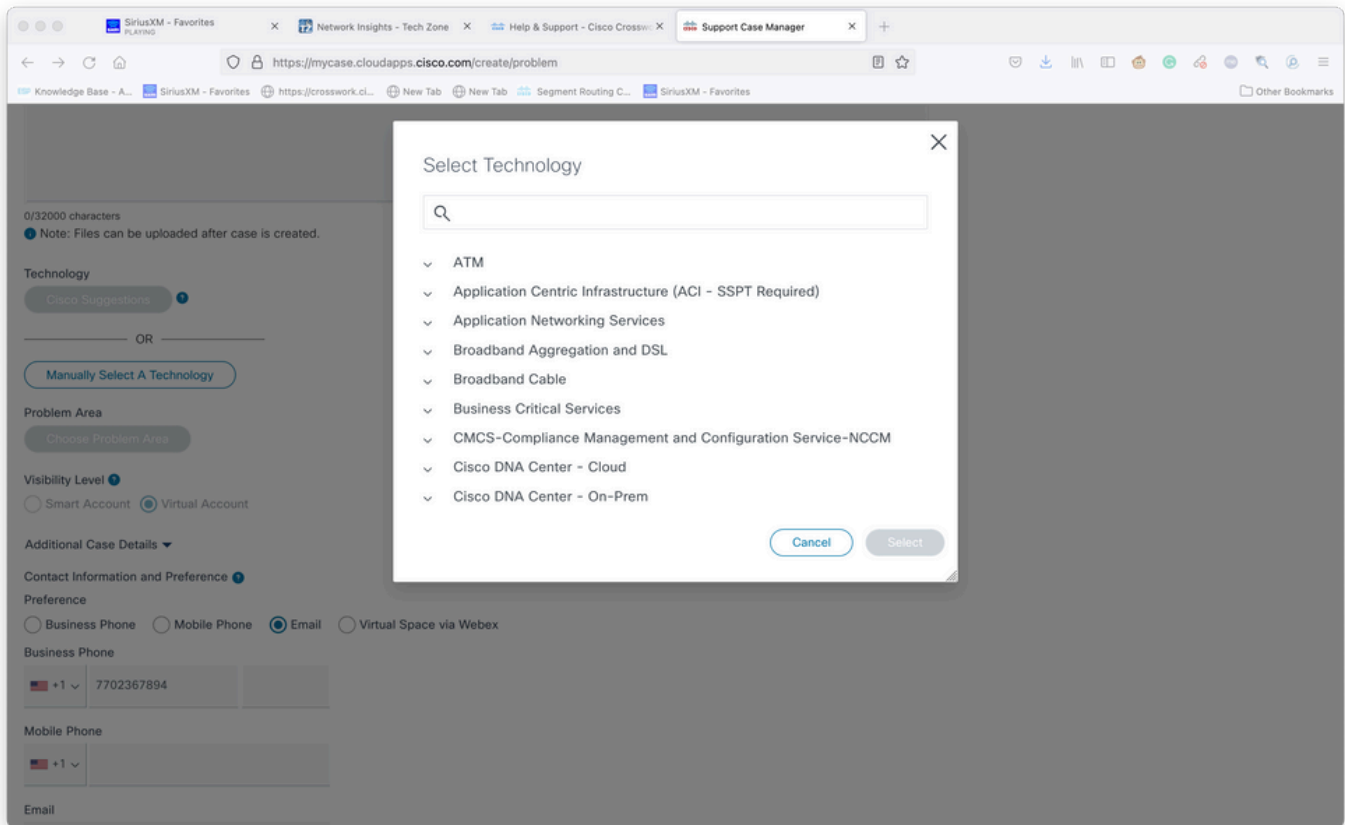 SiriusXM - Favorites
PLAYING
Network Insights - Tech Zone
Help & Support - Cisco Crossw
Support Case Manager
https://mycase.cloudapps.cisco.com/create/problem
Knowledge Base - A...
SiriusXM - Favorites
https://crosswork.ci...
New Tab
New Tab
Segment Routing C...
SiriusXM - Favorites
Other Bookmarks
Select Technology
0/32000 characters
Note: Files can be uploaded after case is created.
Technology
Cisco Suggestions
?
OR
Manually Select A Technology
Problem Area
Choose Problem Area
Visibility Level ?
Smart Account Virtual Account
Additional Case Details
Contact Information and Preference ?
Preference
Business Phone Mobile Phone Email Virtual Space via Webex
Business Phone
+1 7702367894
Mobile Phone
+1
Email
ATM
Application Centric Infrastructure (ACI - SSPT Required)
Application Networking Services
Broadband Aggregation and DSL
Broadband Cable
Business Critical Services
CMCS-Compliance Management and Configuration Service-NCCM
Cisco DNA Center - Cloud
Cisco DNA Center - On-Prem
Cancel
Select